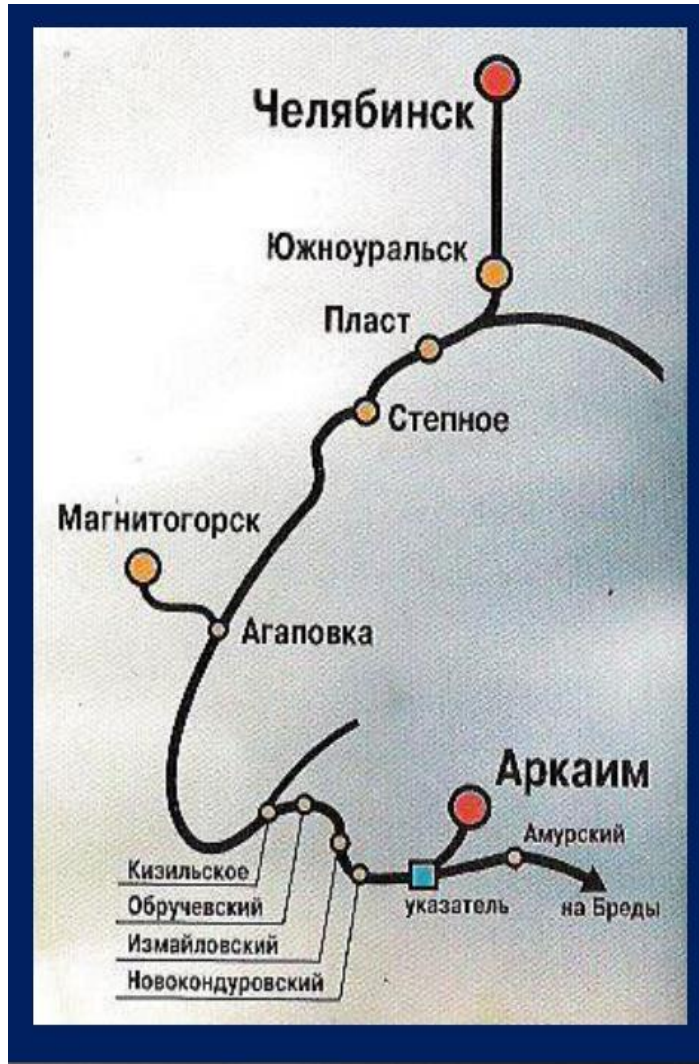 Челябинск
Южноуральск
Пласт
Степное
Магнитогорск
Агаповка
Аркаим
Амурский
Кизильское
Обручевский
указатель
на Бреды
Измайловский
Новокондуровский